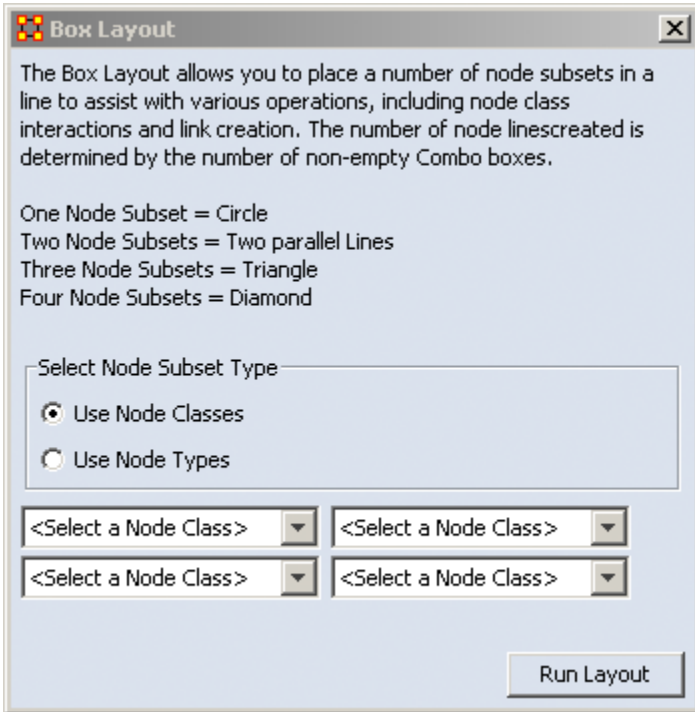 Box Layout
The Box Layout allows you to place a number of node subsets in a
line to assist with various operations, including node class
interactions and link creation. The number of node linescreated is
determined by the number of non-empty Combo boxes.
One Node Subset = Circle
Two Node Subsets = Two parallel Lines
Three Node Subsets = Triangle
Four Node Subsets = Diamond
Select Node Subset Type
Use Node Classes
Use Node Types
<Select a Node Class> <Select a Node Class>
<Select a Node Class> <Select a Node Class>
Run Layout